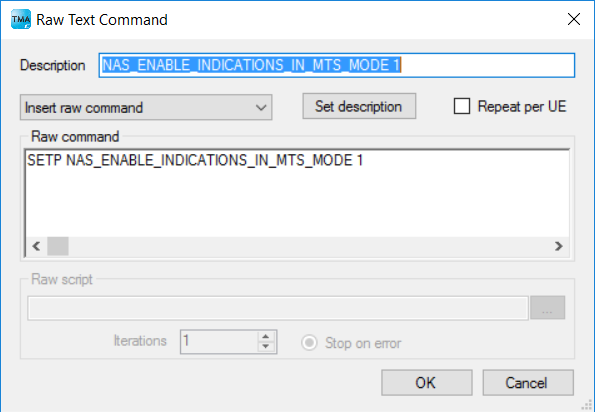 TMA Raw Text Command
Description NAS_ENABLE_INDICATIONS_IN_MTS_MODE 1
Insert raw command Set description Repeat per UE
Raw command
SETP NAS_ENABLE_INDICATIONS_IN_MTS_MODE 1
Raw script
...
Iterations 1 Stop on error
OK Cancel